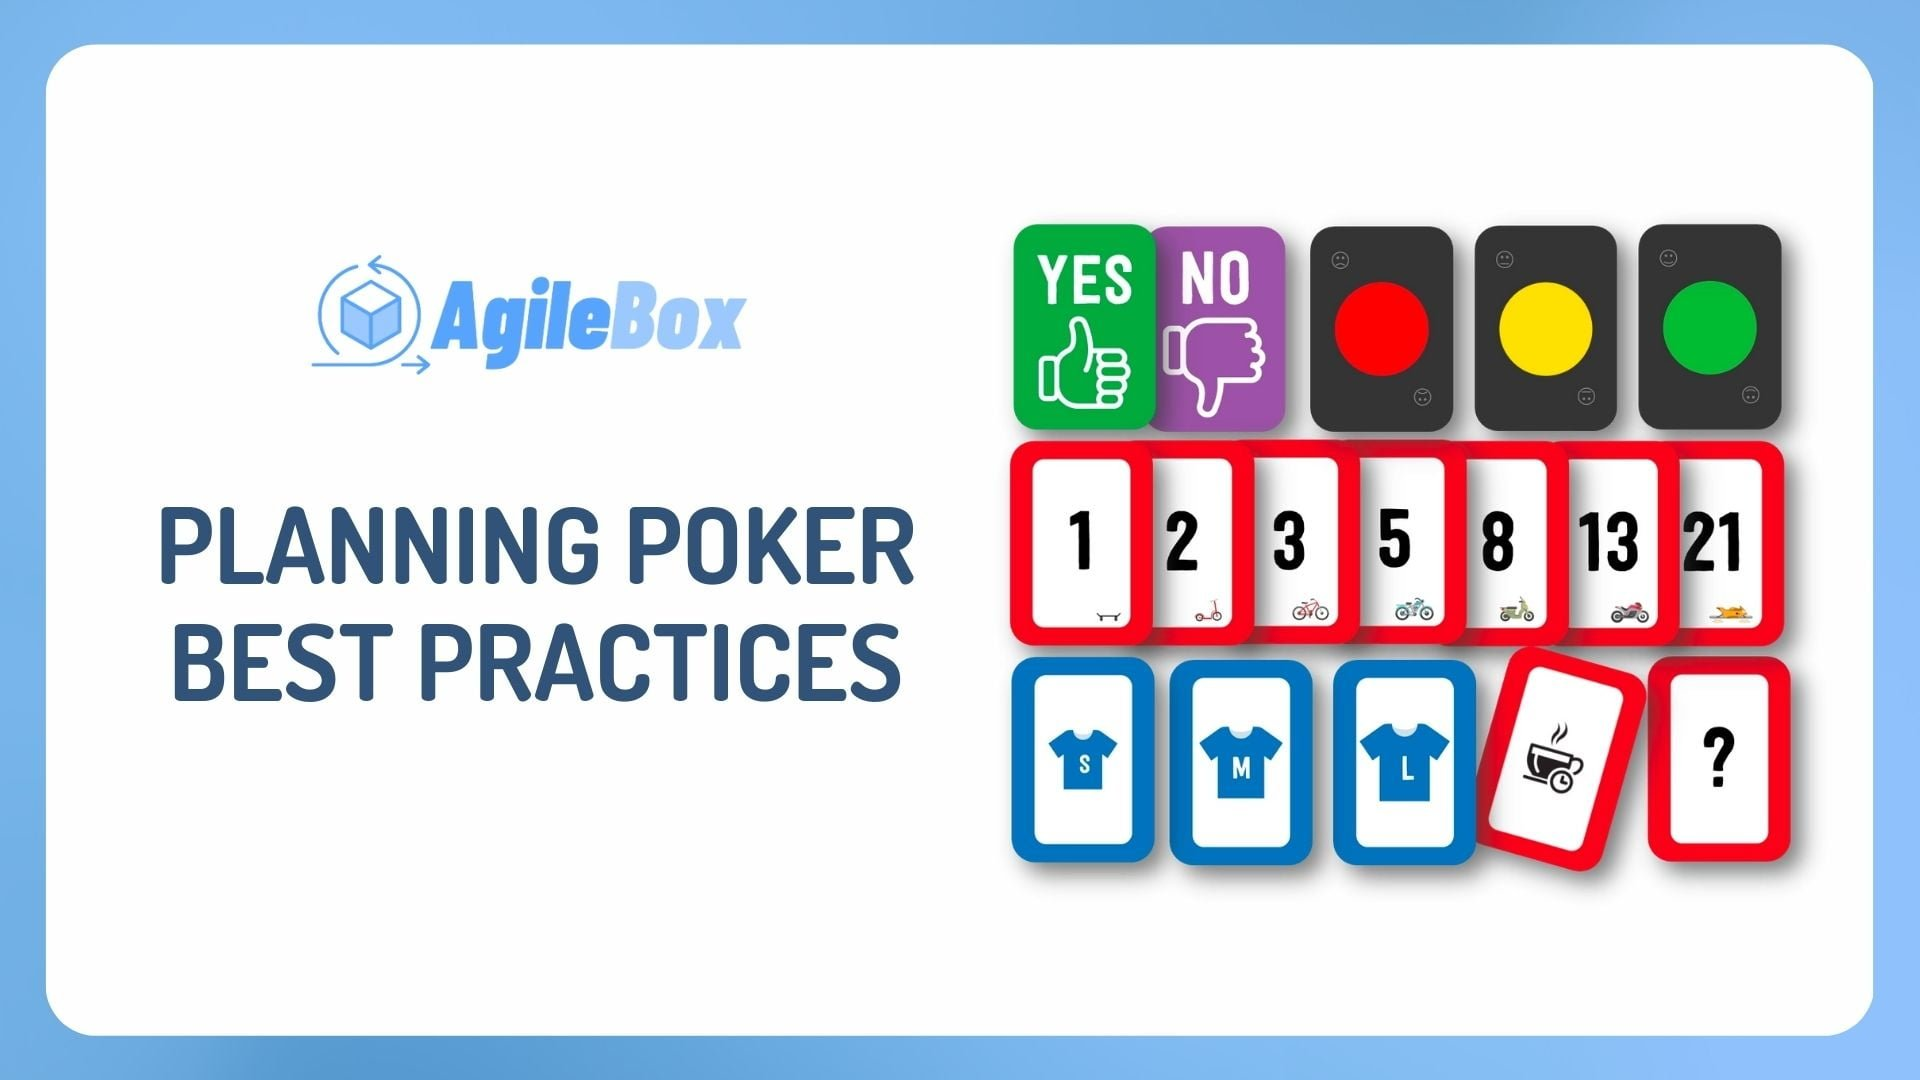 AgileBox
PLANNING POKER
BEST PRACTICES
YES NO
1 2 3 5 8 13 21
S M L ?